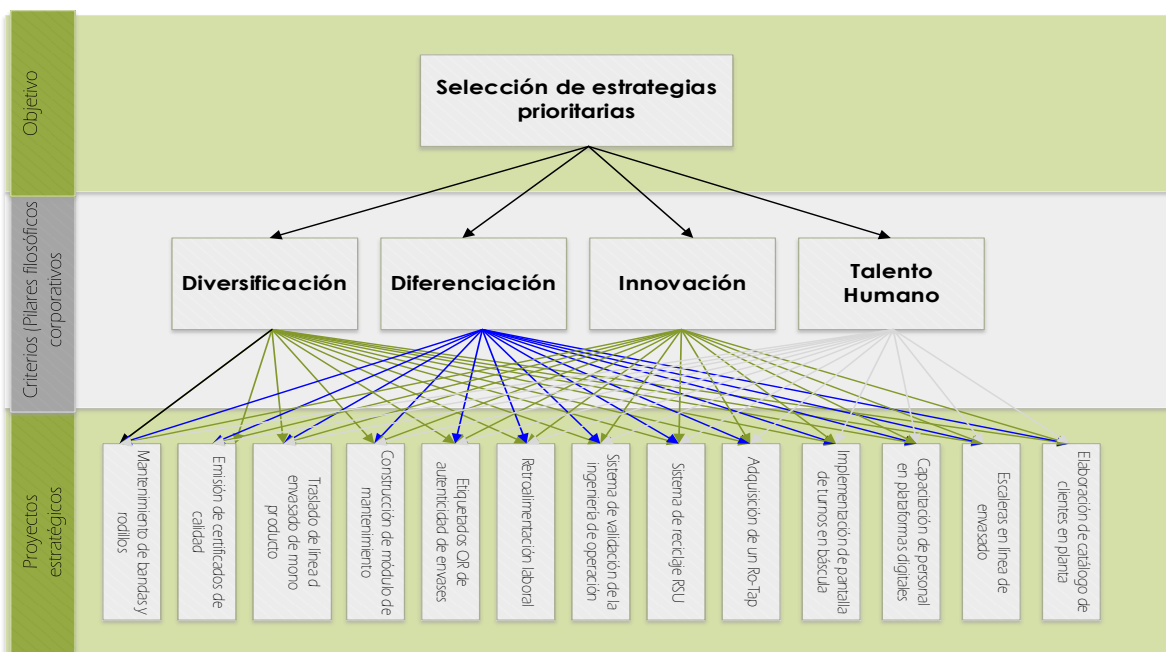 Objetivo
Selección de estrategias
prioritarias
Criterios (Pilares filosóficos
corporativos
Diversificación
Diferenciación
Innovación
Talento
Humano
Proyectos
estratégicos
Mantenimiento de bandas y
rodillos
Emisión de certificados de
calidad
Traslado de línea d
envasado de mono
producto
Construcción de módulo de
mantenimiento
Etiquetados QR de
autenticidad de envases
Retroalimentación laboral
Sistema de validación de la
ingeniería de operación
Sistema de reciclaje RSU
Adquisición de un Ro-Tap
Implementación de pantalla
de turnos en báscula
Capacitación de personal
en plataformas digitales
Escaleras en línea de
envasado
Elaboración de catálogo de
clientes en planta